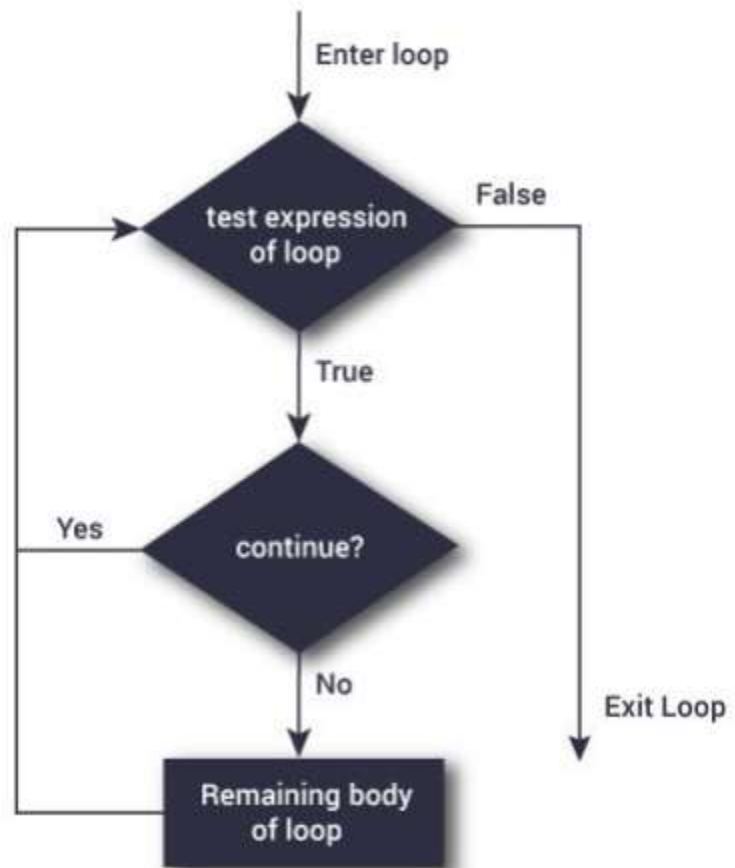 Enter loop
test expression
of loop
False
True
continue?
Yes
No
Exit Loop
Remaining body
of loop